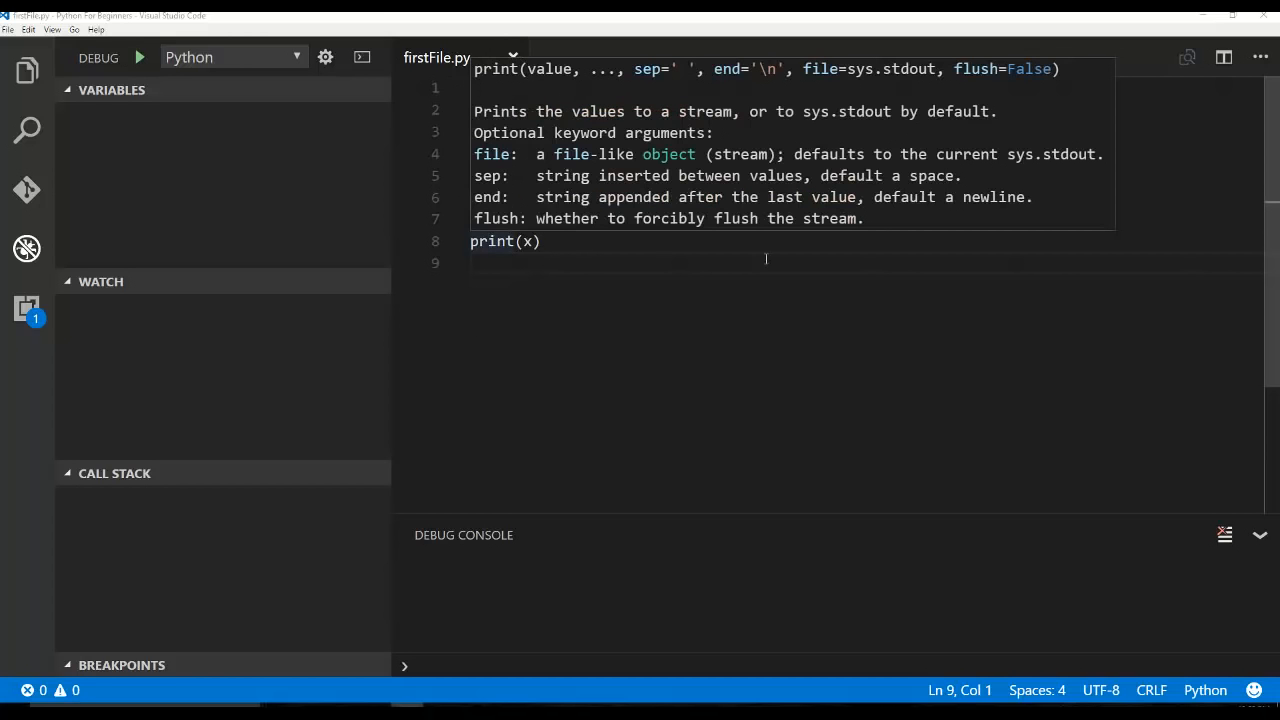 firstFile.py - Python For Beginners - Visual Studio Code
File Edit View Go Help
DEBUG Python
firstFile.py
VARIABLES
WATCH
CALL STACK
BREAKPOINTS
1
print(value, ..., sep=' ', end='\n', file=sys.stdout, flush=False)
1
2 Prints the values to a stream, or to sys.stdout by default.
3 Optional keyword arguments:
4 file: a file-like object (stream); defaults to the current sys.stdout.
5 sep: string inserted between values, default a space.
6 end: string appended after the last value, default a newline.
7 flush: whether to forcibly flush the stream.
8 print(x)
9
DEBUG CONSOLE
0 0 Ln 9, Col 1 Spaces: 4 UTF-8 CRLF Python